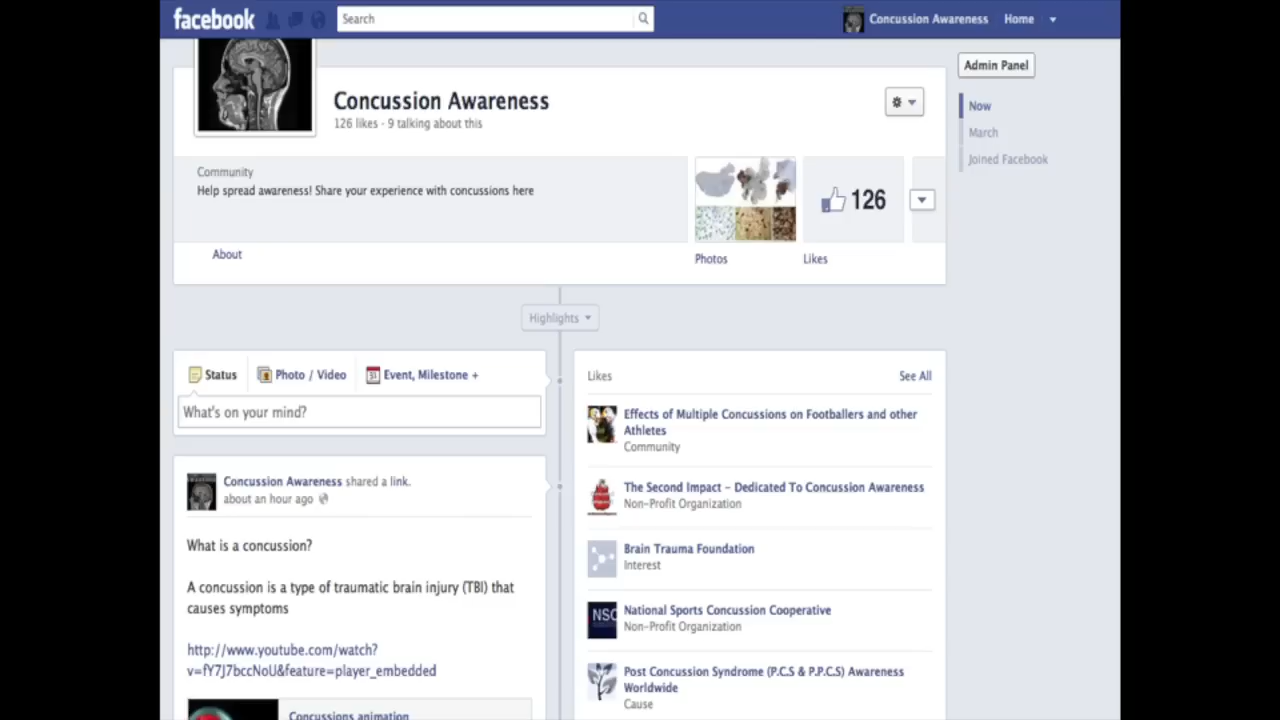 facebook
Search
Concussion Awareness
Home
Admin Panel
Now
March
Joined Facebook
Concussion Awareness
126 likes · 9 talking about this
Community
Help spread awareness! Share your experience with concussions here
About
Photos
126
Likes
Highlights
Status
Photo / Video
31
Event, Milestone +
What's on your mind?
Concussion Awareness shared a link.
about an hour ago
What is a concussion?
A concussion is a type of traumatic brain injury (TBI) that
causes symptoms
http://www.youtube.com/watch?
v=fY7J7bccNoU&feature=player_embedded
Concussions animation
Likes
See All
Effects of Multiple Concussions on Footballers and other
Athletes
Community
The Second Impact - Dedicated To Concussion Awareness
Non-Profit Organization
Brain Trauma Foundation
Interest
NSC
National Sports Concussion Cooperative
Non-Profit Organization
Post Concussion Syndrome (P.C.S & P.P.C.S) Awareness
Worldwide
Cause